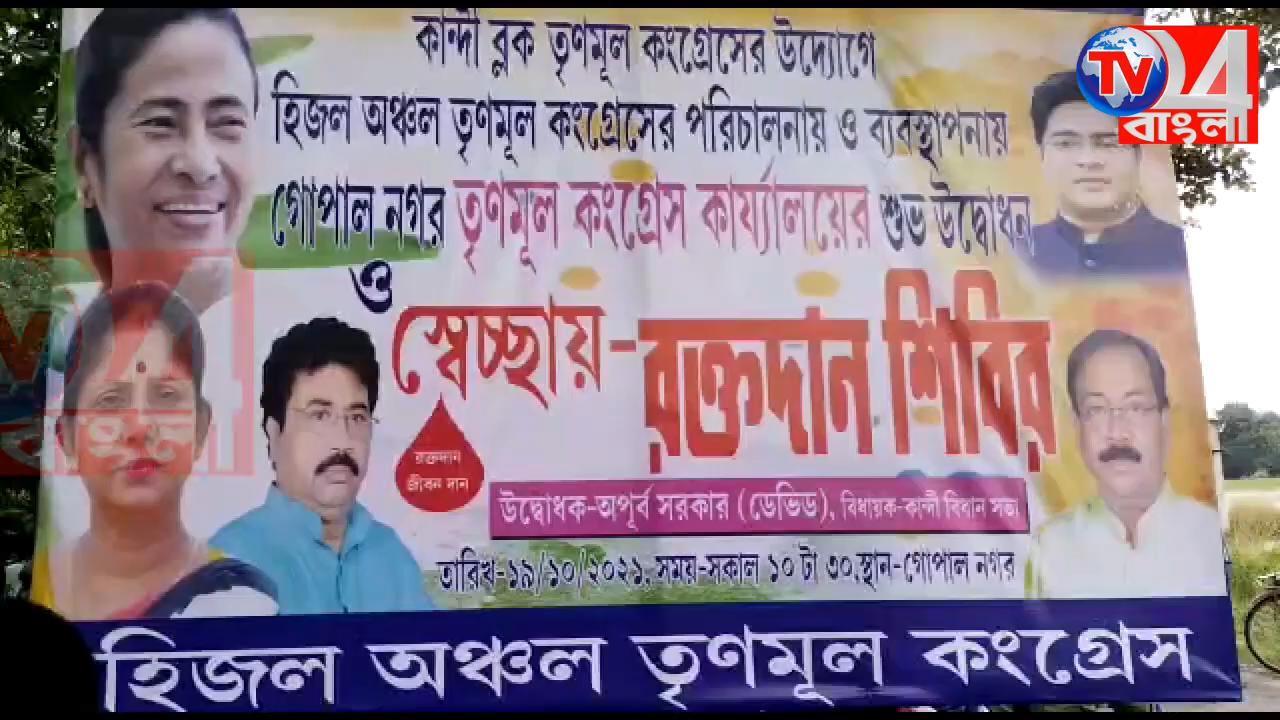 কান্দী ব্লক তৃণমূল কংগ্রেসের উদ্যোগে
হিজল অঞ্চল তৃণমূল কংগ্রেসের পরিচালনায় ও ব্যবস্থাপনায়
গোপাল নগর তৃণমূল কংগ্রেস কার্য্যালয়ের শুভ উদ্বোধন
ও
স্বেচ্ছায়-রক্তদান শিবির
রক্তদান
জীবন দান
উদ্বোধক-অপূর্ব সরকার (ডেভিড), বিধায়ক-কান্দী বিধান সভা
তারিখ-১৯/১০/২০২১, সময়-সকাল ১০ টা ৩০,স্থান-গোপাল নগর
হিজল অঞ্চল তৃণমূল কংগ্রেস
TV 4
বাংলা